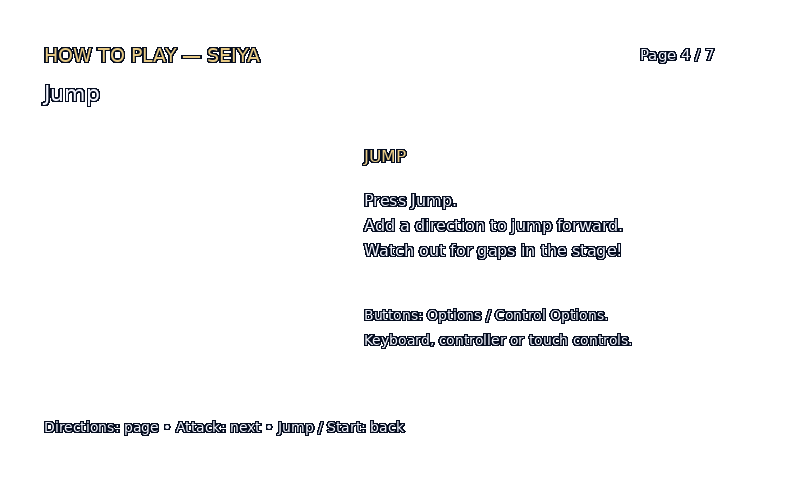 HOW TO PLAY — SEIYA
Page 4 / 7
Jump
JUMP
Press Jump.
Add a direction to jump forward.
Watch out for gaps in the stage!
Buttons: Options / Control Options.
Keyboard, controller or touch controls.
Directions: page • Attack: next • Jump / Start: back